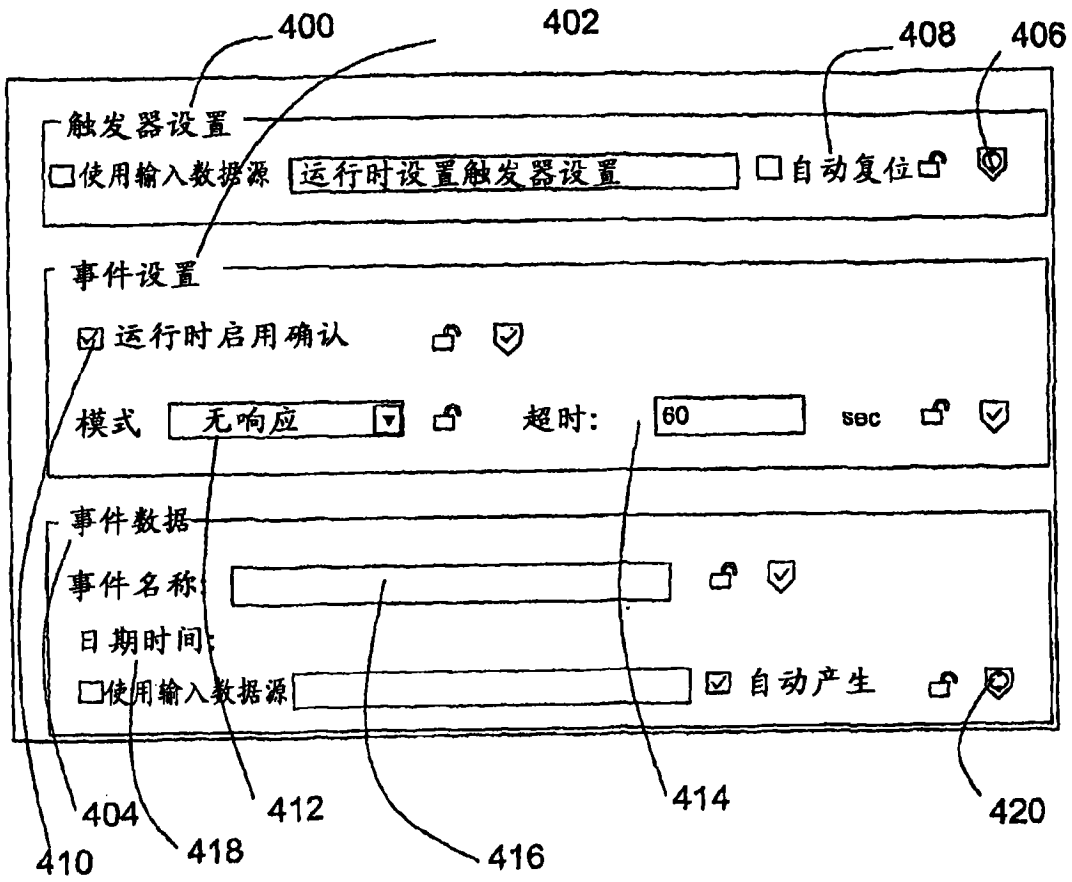 400
402
408
406
触发器设置
使用输入数据源 运行时设置触发器设置 自动复位
事件设置
运行时启用确认
模式 无响应 超时: 60 sec
事件数据
事件名称:
日期时间:
使用输入数据源 自动产生
404
412
414
420
410
418
416